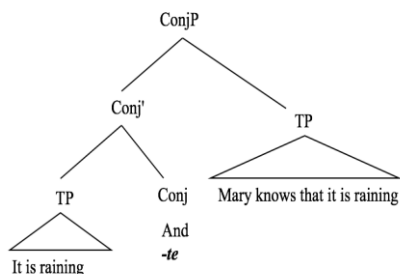 ConjP
Conj'
TP
TP
Conj
Mary knows that it is raining
And
-te
It is raining